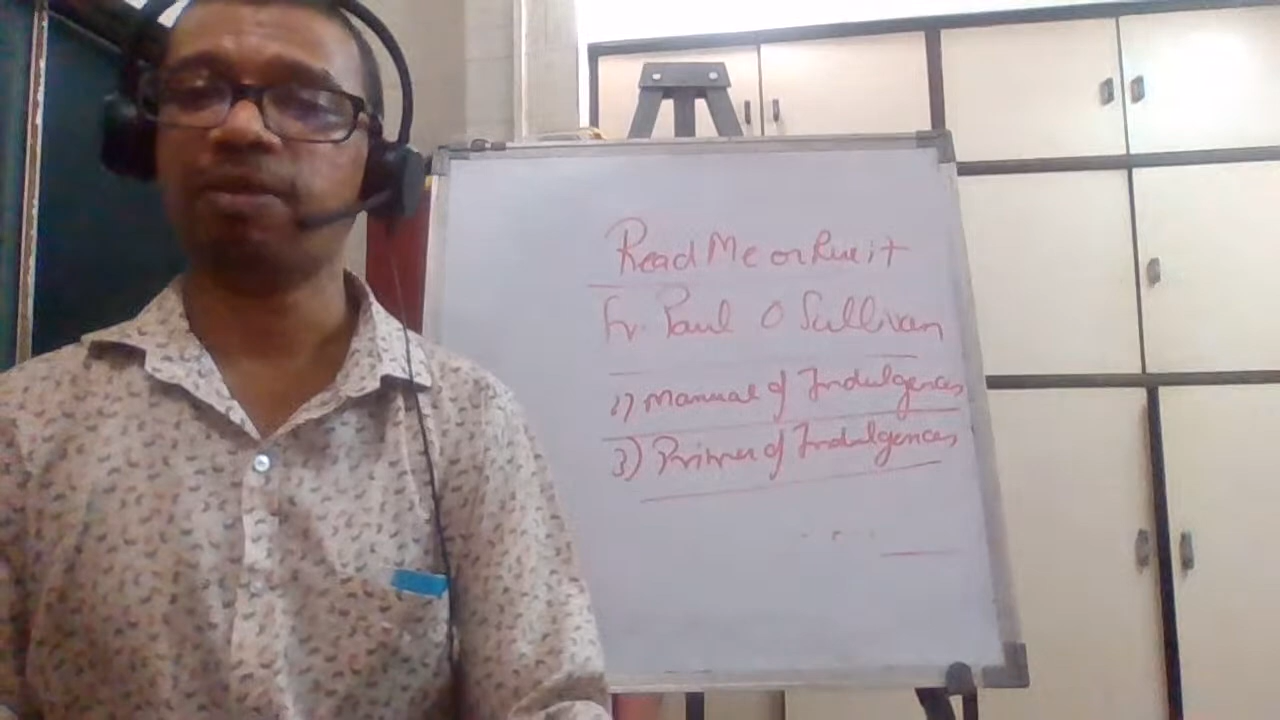 Read Me or Rue it
Fr. Paul O Sullivan
2) Manual of Indulgences
3) Primer of Indulgences